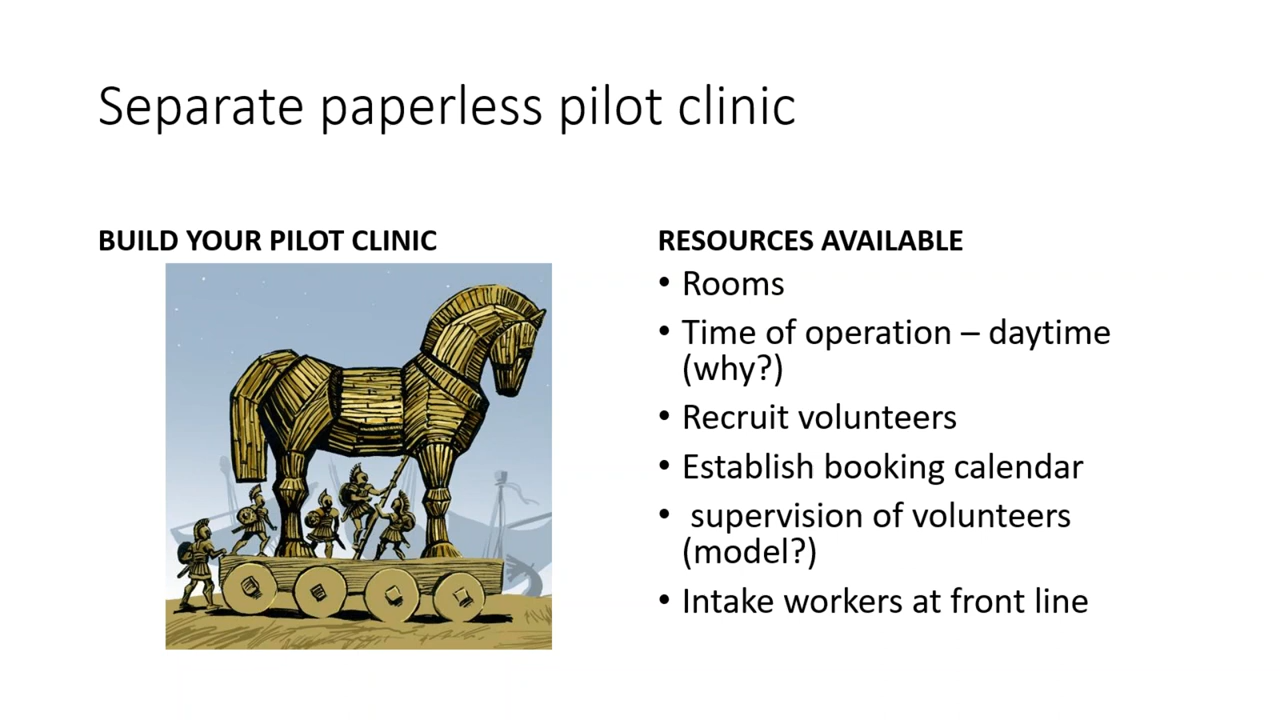 Separate paperless pilot clinic
BUILD YOUR PILOT CLINIC
RESOURCES AVAILABLE
• Rooms
• Time of operation – daytime
(why?)
• Recruit volunteers
• Establish booking calendar
• supervision of volunteers
(model?)
• Intake workers at front line